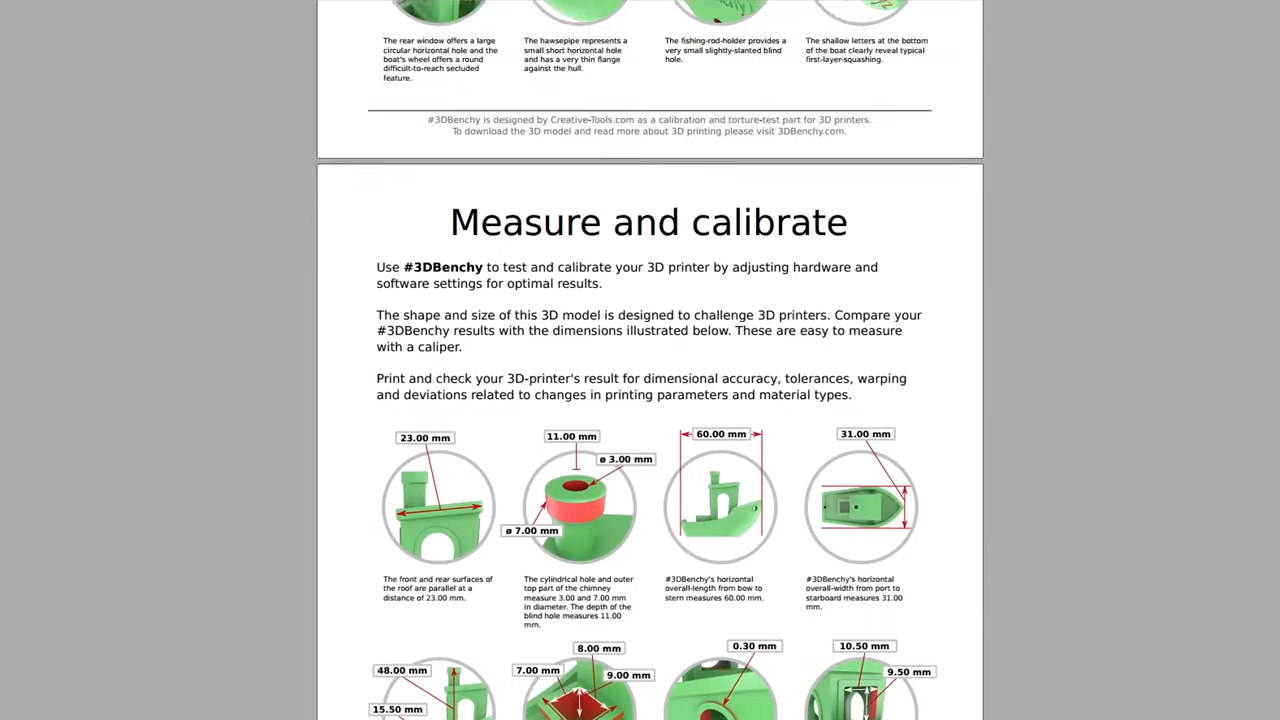 The rear window offers a large
circular horizontal hole and the
boat's wheel offers a round
difficult-to-reach secluded
feature.
The hawsepipe represents a
small short horizontal hole
and has a very thin flange
against the hull.
The fishing-rod-holder provides a
very small slightly-slanted blind
hole.
The shallow letters at the bottom
of the boat clearly reveal typical
first-layer-squashing.
#3DBenchy is designed by Creative-Tools.com as a calibration and torture-test part for 3D printers.
To download the 3D model and read more about 3D printing please visit 3DBenchy.com.
Measure and calibrate
Use #3DBenchy to test and calibrate your 3D printer by adjusting hardware and
software settings for optimal results.
The shape and size of this 3D model is designed to challenge 3D printers. Compare your
#3DBenchy results with the dimensions illustrated below. These are easy to measure
with a caliper.
Print and check your 3D-printer's result for dimensional accuracy, tolerances, warping
and deviations related to changes in printing parameters and material types.
23.00 mm
11.00 mm
ø 3.00 mm
ø 7.00 mm
60.00 mm
31.00 mm
The front and rear surfaces of
the roof are parallel at a
distance of 23.00 mm.
The cylindrical hole and outer
top part of the chimney
measure 3.00 and 7.00 mm
in diameter. The depth of the
blind hole measures 11.00
mm.
#3DBenchy's horizontal
overall-length from bow to
stern measures 60.00 mm.
#3DBenchy's horizontal
overall-width from port to
starboard measures 31.00
mm.
48.00 mm
15.50 mm
8.00 mm
7.00 mm
9.00 mm
0.30 mm
10.50 mm
9.50 mm